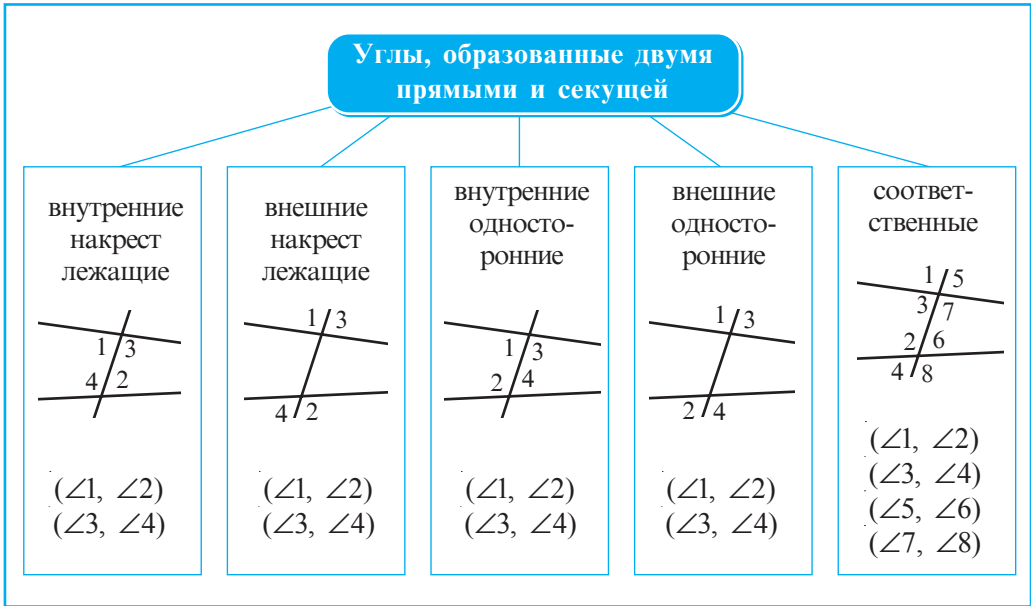 Углы, образованные двумя
прямыми и секущей
внутренние
накрест
лежащие
1 3
4 2
(∠1, ∠2)
(∠3, ∠4)
внешние
накрест
лежащие
1 3
4 2
(∠1, ∠2)
(∠3, ∠4)
внутренние
односто-
ронние
1 3
2 4
(∠1, ∠2)
(∠3, ∠4)
внешние
односто-
ронние
1 3
2 4
(∠1, ∠2)
(∠3, ∠4)
соответ-
ственные
1 5
3 7
2 6
4 8
(∠1, ∠2)
(∠3, ∠4)
(∠5, ∠6)
(∠7, ∠8)